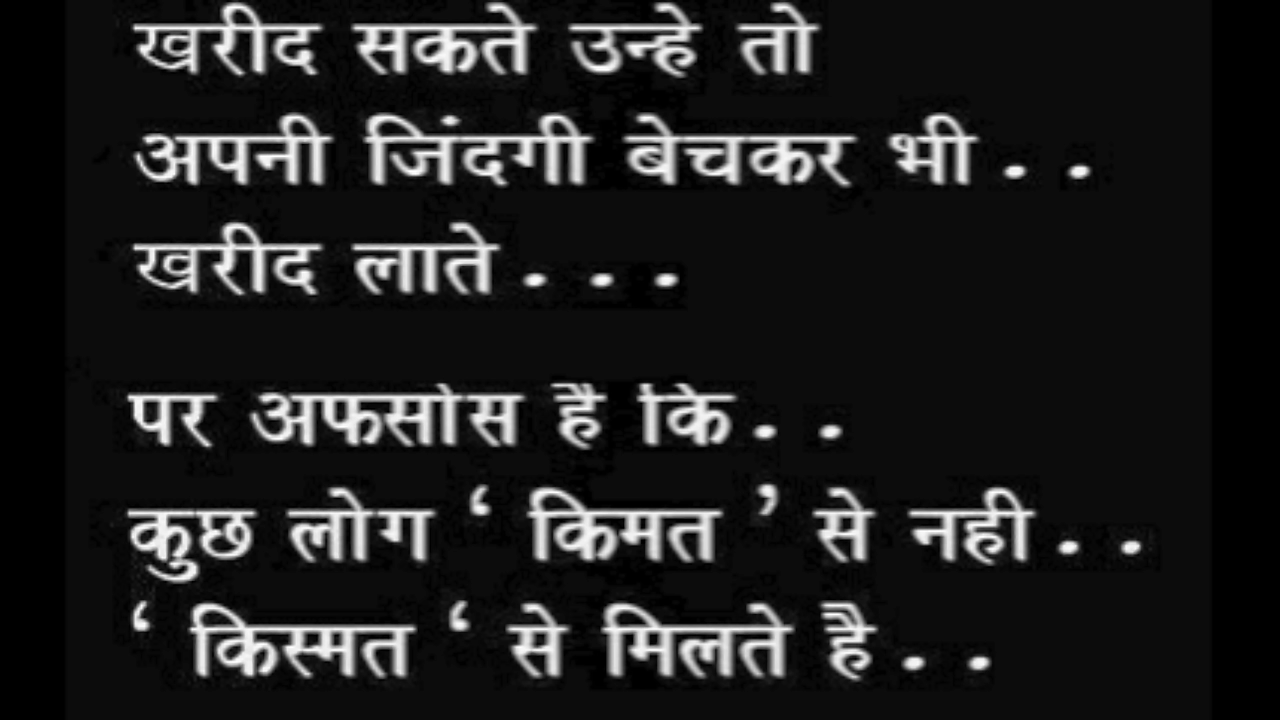 खरीद सकते उन्हे तो
अपनी जिंदगी बेचकर भी . .
खरीद लाते . . .
पर अफसोस है कि . .
कुछ लोग ‘ किमत ’ से नही . .
‘ किस्मत ‘ से मिलते है . .